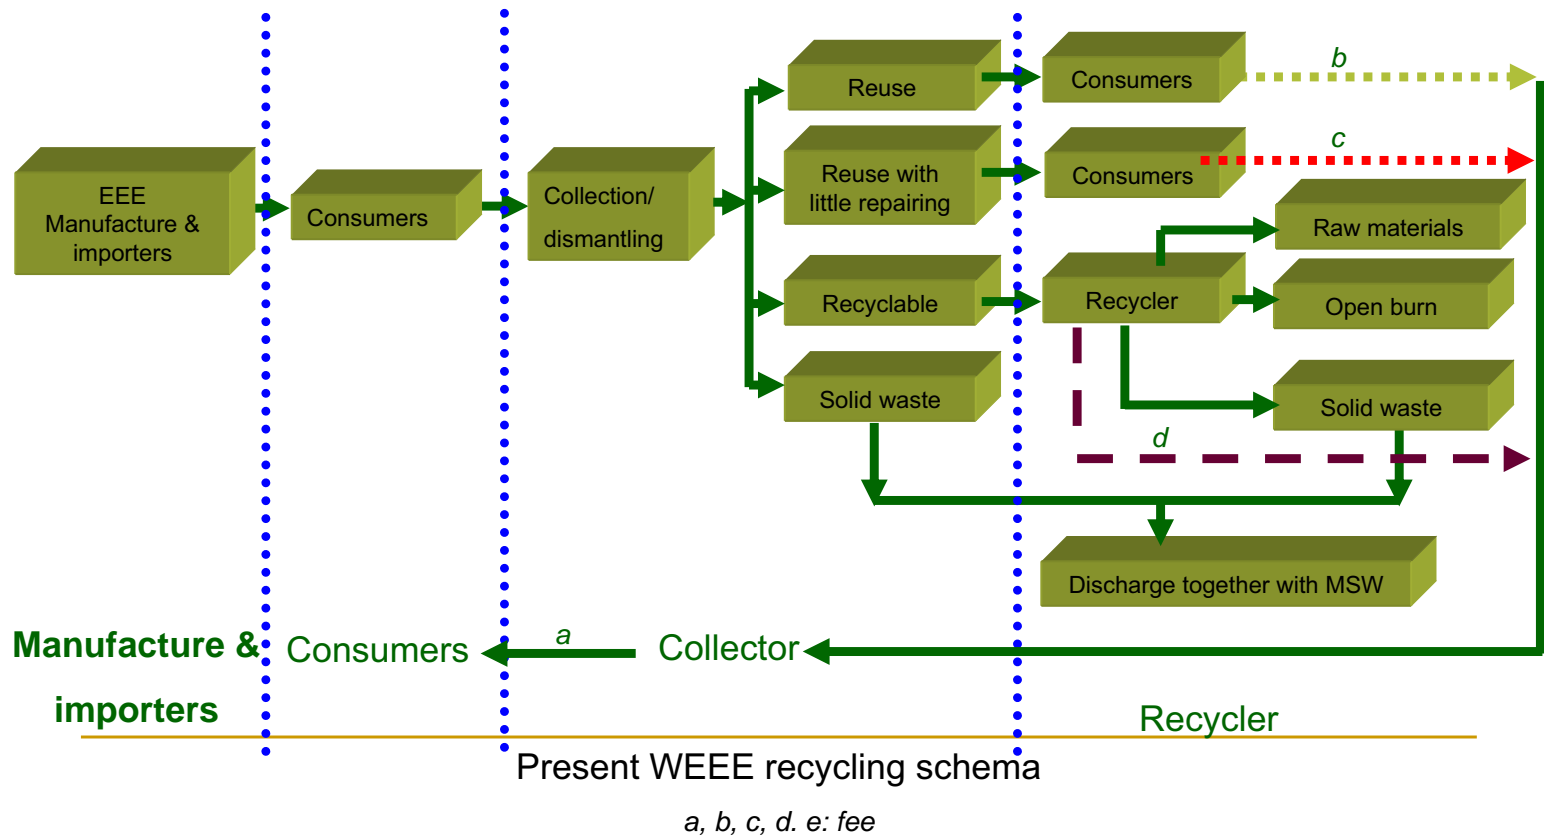 b
Reuse
Consumers
c
EEE
Manufacture &
importers
Consumers
Collection/
dismantling
Reuse with
little repairing
Consumers
Raw materials
Recyclable
Recycler
Open burn
Solid waste
Solid waste
d
Discharge together with MSW
Manufacture &
importers
Consumers
a
Collector
Recycler
Present WEEE recycling schema
a, b, c, d. e: fee